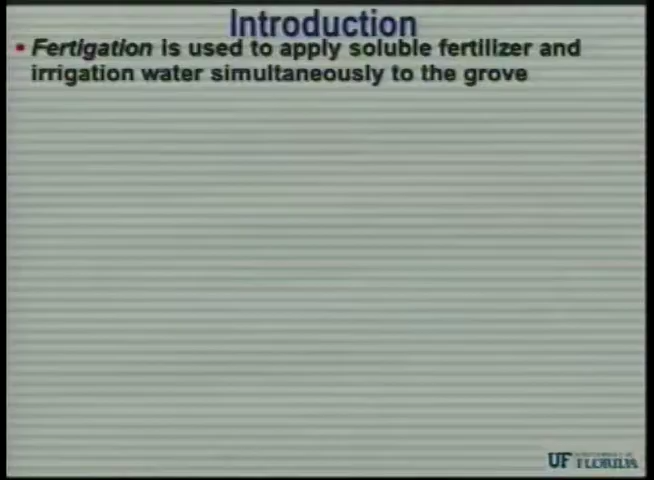 Introduction
▪ Fertigation is used to apply soluble fertilizer and
irrigation water simultaneously to the grove
UF FLORIDA